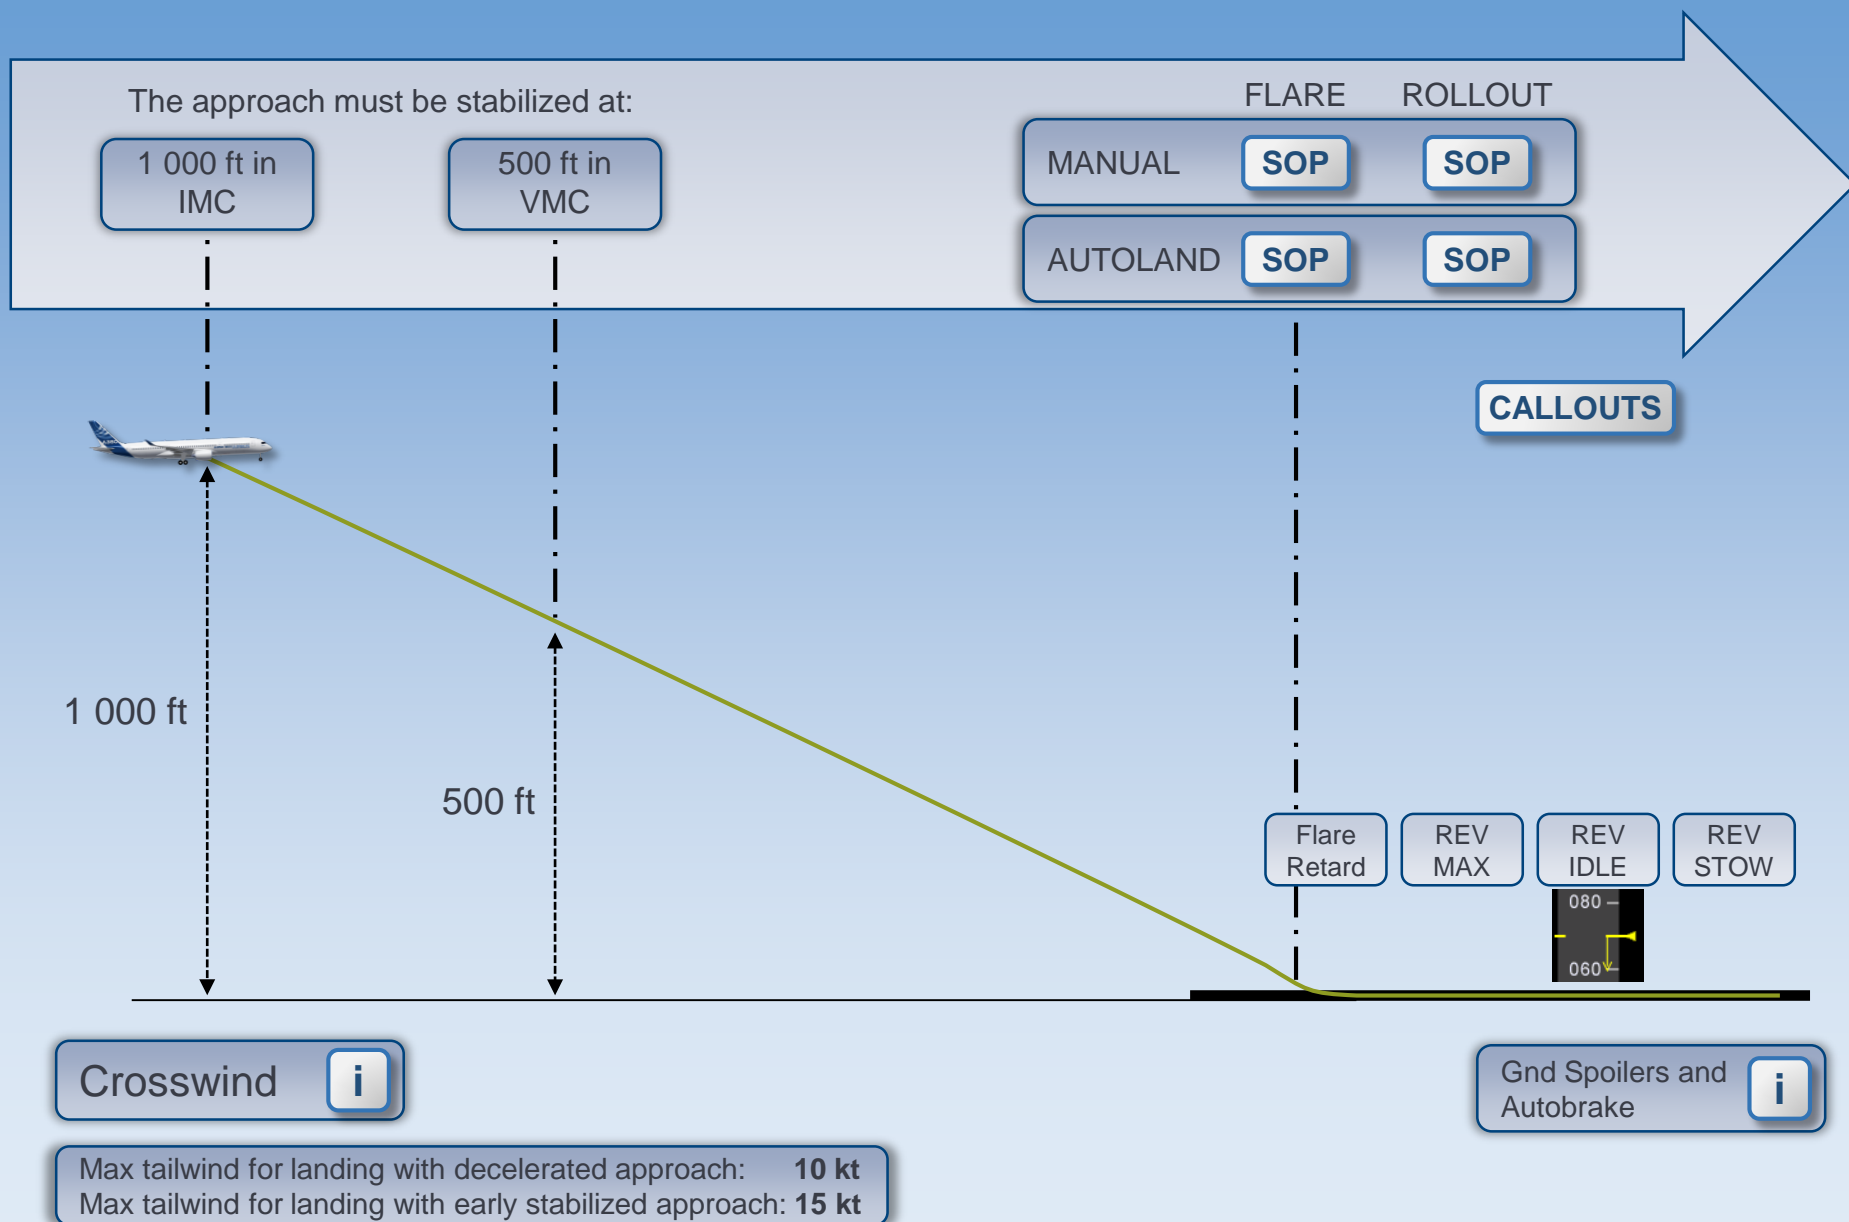 The approach must be stabilized at:
1 000 ft in
IMC
500 ft in
VMC
FLARE ROLLOUT
MANUAL SOP SOP
AUTOLAND SOP SOP
CALLOUTS
1 000 ft
500 ft
Flare
Retard
REV
MAX
REV
IDLE
REV
STOW
080
060
Crosswind i
Gnd Spoilers and
Autobrake
i
Max tailwind for landing with decelerated approach: 10 kt
Max tailwind for landing with early stabilized approach: 15 kt